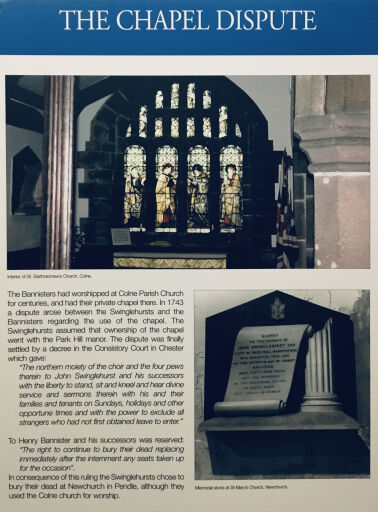 THE CHAPEL DISPUTE
Interior of St. Bartholomew's Church, Colne.
The Bannisters had worshipped at Colne Parish Church
for centuries, and had their private chapel there. In 1743
a dispute arose between the Swinglehursts and the
Bannisters regarding the use of the chapel. The
Swinglehursts assumed that ownership of the chapel
went with the Park Hill manor. The dispute was finally
settled by a decree in the Consistory Court in Chester
which gave:
"The northern moiety of the choir and the four pews
therein to John Swinglehurst and his successors
with the liberty to stand, sit and kneel and hear divine
service and sermons therein with his and their
families and tenants on Sundays, holidays and other
opportune times and with the power to exclude all
strangers who had not first obtained leave to enter."
To Henry Bannister and his successors was reserved:
"The right to continue to bury their dead replacing
immediately after the internment any seats taken up
for the occasion".
In consequence of this ruling the Swinglehursts chose to
bury their dead at Newchurch in Pendle, although they
used the Colne church for worship.
SACRED
TO THE MEMORY OF
JOHN SWINGLEHURST
Memorial stone at St Mary's Church, Newchurch.